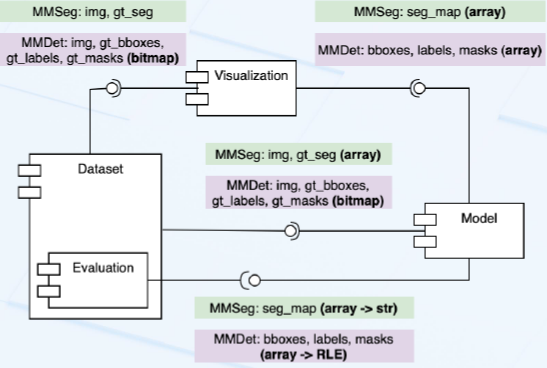 MMSeg: img, gt_seg
MMDet: img, gt_bboxes,
gt_labels, gt_masks (bitmap)
MMSeg: seg_map (array)
MMDet: bboxes, labels, masks (array)
Visualization
MMSeg: img, gt_seg (array)
MMDet: img, gt_bboxes,
gt_labels, gt_masks (bitmap)
Dataset
Model
Evaluation
MMSeg: seg_map (array -> str)
MMDet: bboxes, labels, masks
(array -> RLE)